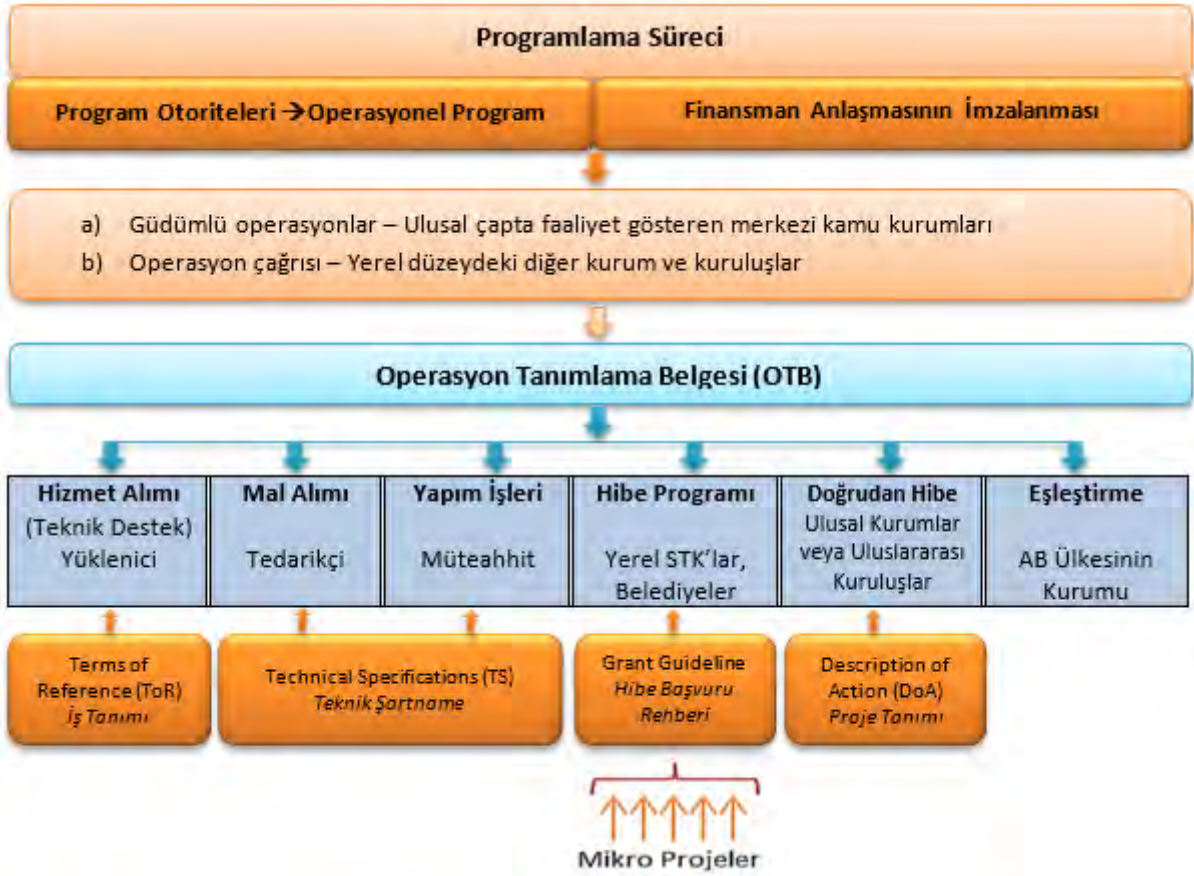 Programlama Süreci
Program Otoriteleri →Operasyonel Program
Finansman Anlaşmasının İmzalanması
a) Güdümlü operasyonlar – Ulusal çapta faaliyet gösteren merkezi kamu kurumları
b) Operasyon çağrısı – Yerel düzeydeki diğer kurum ve kuruluşlar
Operasyon Tanımlama Belgesi (OTB)
Hizmet Alımı
(Teknik Destek)
Yüklenici
Mal Alımı
Tedarikçi
Yapım İşleri
Müteahhit
Hibe Programı
Yerel STK’lar,
Belediyeler
Doğrudan Hibe
Ulusal Kurumlar
veya Uluslararası
Kuruluşlar
Eşleştirme
AB Ülkesinin
Kurumu
Terms of
Reference (ToR)
İş Tanımı
Technical Specifications (TS)
Teknik Şartname
Grant Guideline
Hibe Başvuru
Rehberi
Description of
Action (DoA)
Proje Tanımı
Mikro Projeler